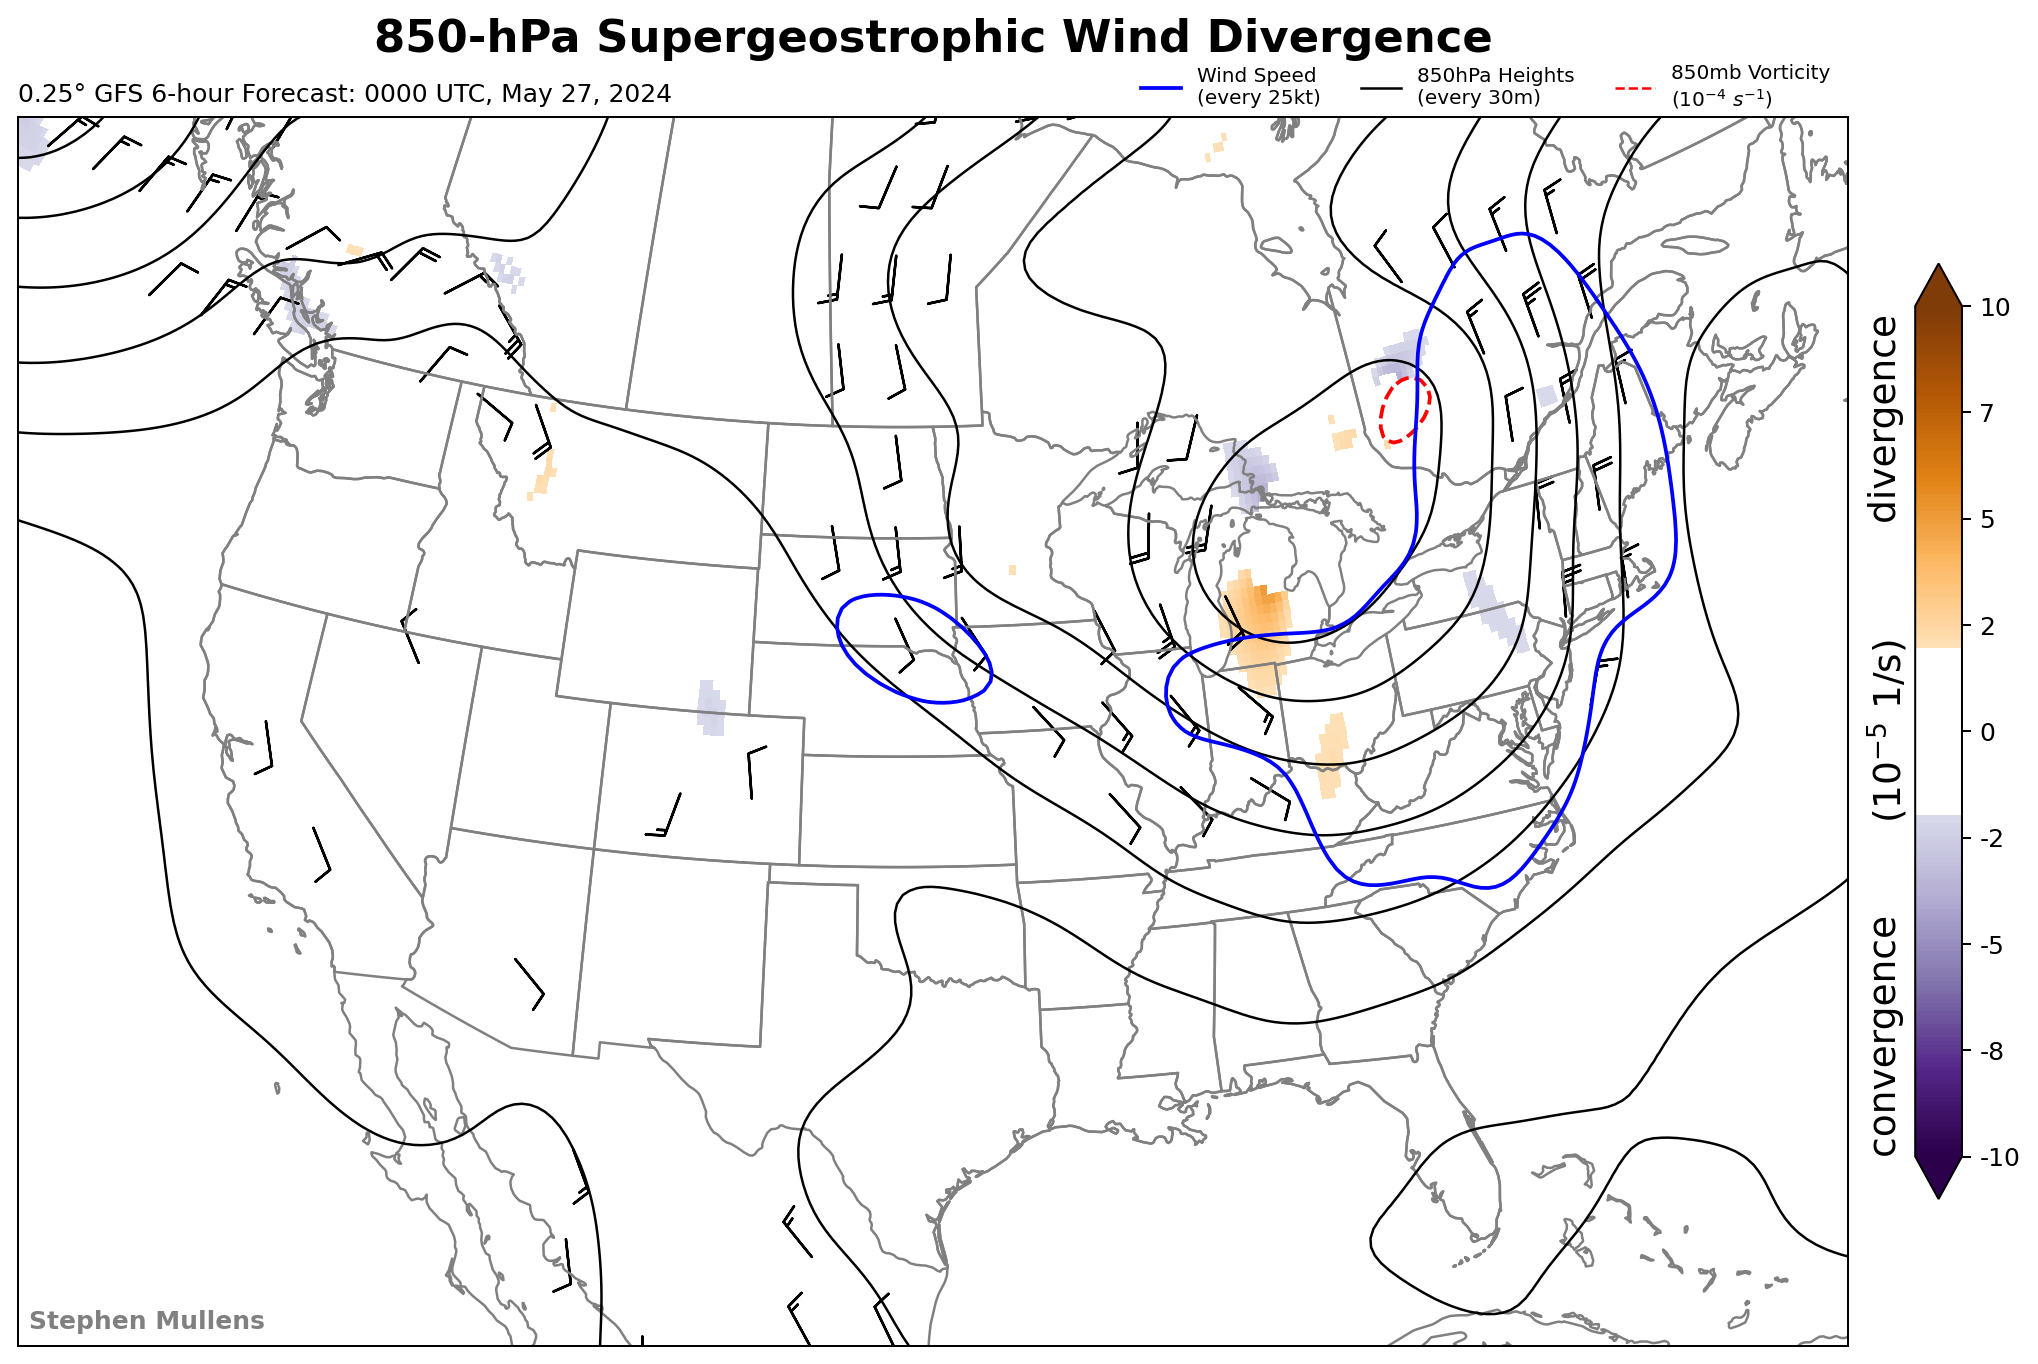 850-hPa Supergeostrophic Wind Divergence
0.25° GFS 6-hour Forecast: 0000 UTC, May 27, 2024
Wind Speed
(every 25kt)
850hPa Heights
(every 30m)
850mb Vorticity
(10⁻⁴ s⁻¹)
10
7
5
2
0
-2
-5
-8
-10
convergence (10⁻⁵ 1/s) divergence
Stephen Mullens